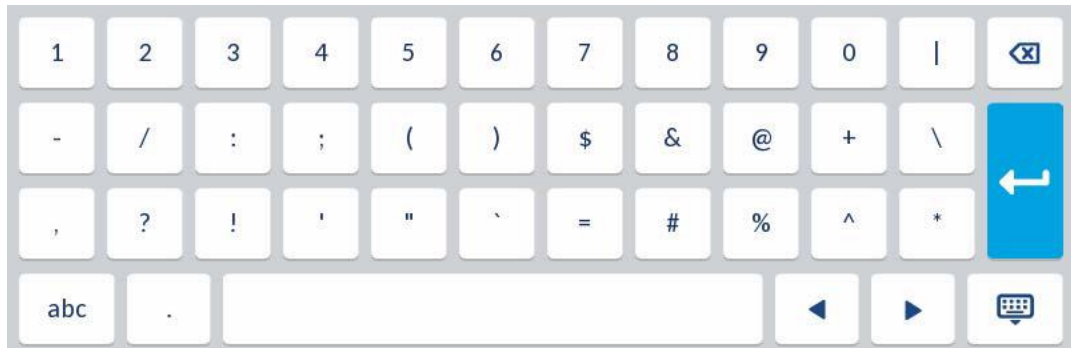 1 2 3 4 5 6 7 8 9 0 |
- / : ; ( ) $ & @ + \
, ? ! ' " ` = # % ^ *
abc .